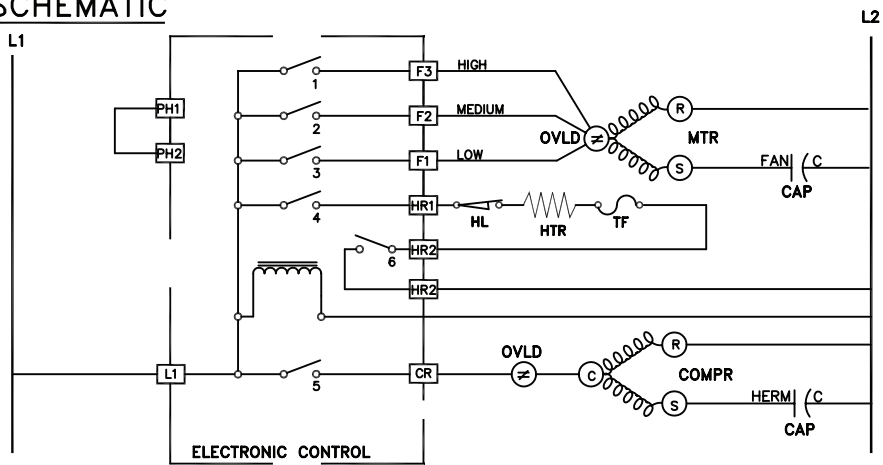 SCHEMATIC
L1
L2
F3
HIGH
1
PH1
F2
MEDIUM
R
2
OVLD
≠
MTR
PH2
F1
LOW
S
FAN
C
3
CAP
HR1
4
HL
HTR
TF
HR2
6
HR2
OVLD
R
L1
CR
≠
C
COMPR
5
HERM
C
S
CAP
ELECTRONIC CONTROL